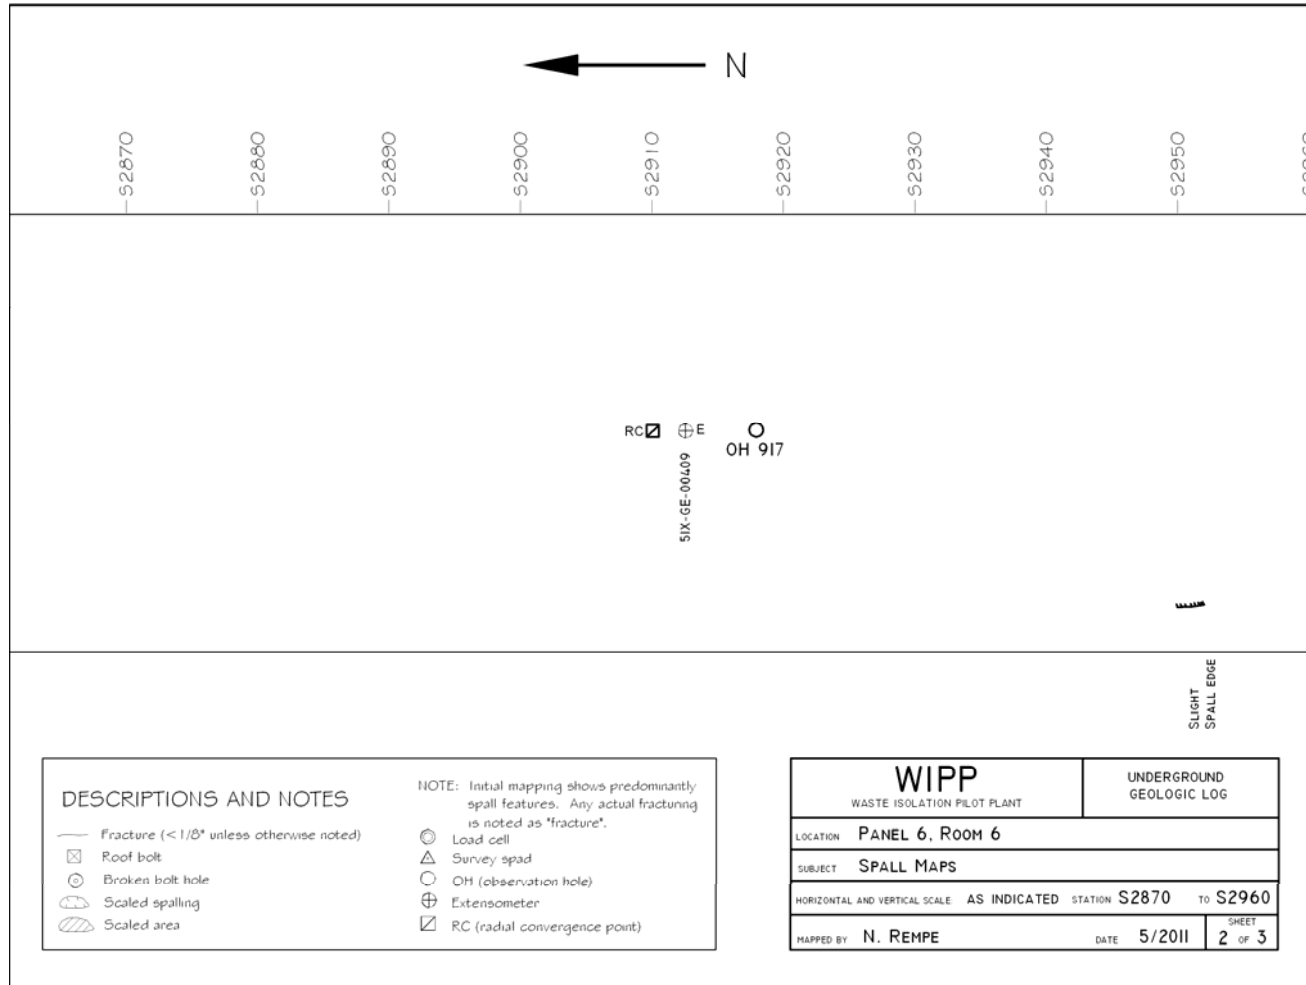 N
S2870
S2880
S2890
S2900
S2910
S2920
S2930
S2940
S2950
S2960
RC
E
OH 917
51X-GE-00409
SLIGHT
SPALL EDGE
DESCRIPTIONS AND NOTES
Fracture (<1/8" unless otherwise noted)
Roof bolt
Broken bolt hole
Scaled spalling
Scaled area
NOTE: Initial mapping shows predominantly
spall features. Any actual fracturing
is noted as "fracture".
Load cell
Survey spad
OH (observation hole)
Extensometer
RC (radial convergence point)
WIPP
WASTE ISOLATION PILOT PLANT
UNDERGROUND
GEOLOGIC LOG
LOCATION PANEL 6, ROOM 6
SUBJECT SPALL MAPS
HORIZONTAL AND VERTICAL SCALE AS INDICATED STATION S2870 TO S2960
MAPPED BY N. REMPE DATE 5/2011
SHEET
2 OF 3